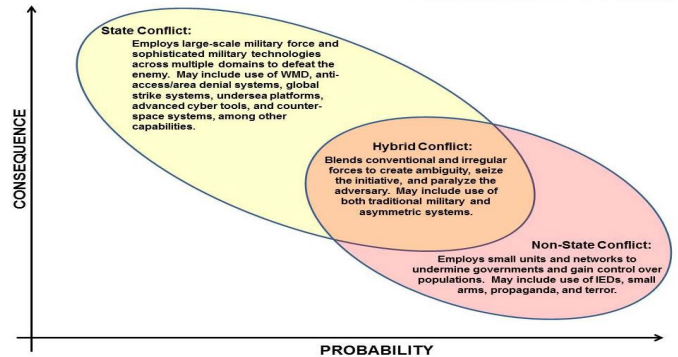 State Conflict:
Employs large-scale military force and
sophisticated military technologies
across multiple domains to defeat the
enemy. May include use of WMD, anti-
access/area denial systems, global
strike systems, undersea platforms,
advanced cyber tools, and counter-
space systems, among other
capabilities.
Hybrid Conflict:
Blends conventional and irregular
forces to create ambiguity, seize
the initiative, and paralyze the
adversary. May include use of
both traditional military and
asymmetric systems.
Non-State Conflict:
Employs small units and networks to
undermine governments and gain control over
populations. May include use of IEDs, small
arms, propaganda, and terror.
CONSEQUENCE
PROBABILITY